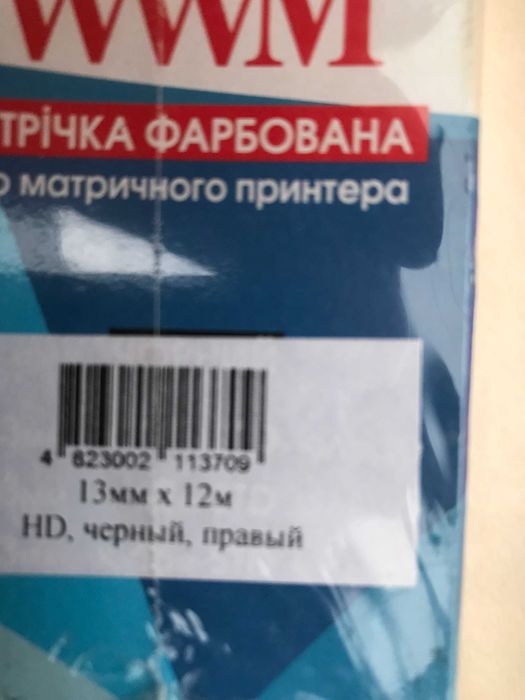 WWM
ТРІЧКА ФАРБОВАНА
о матричного принтера
4 823002 113709
13мм x 12м
HD, черный, правый